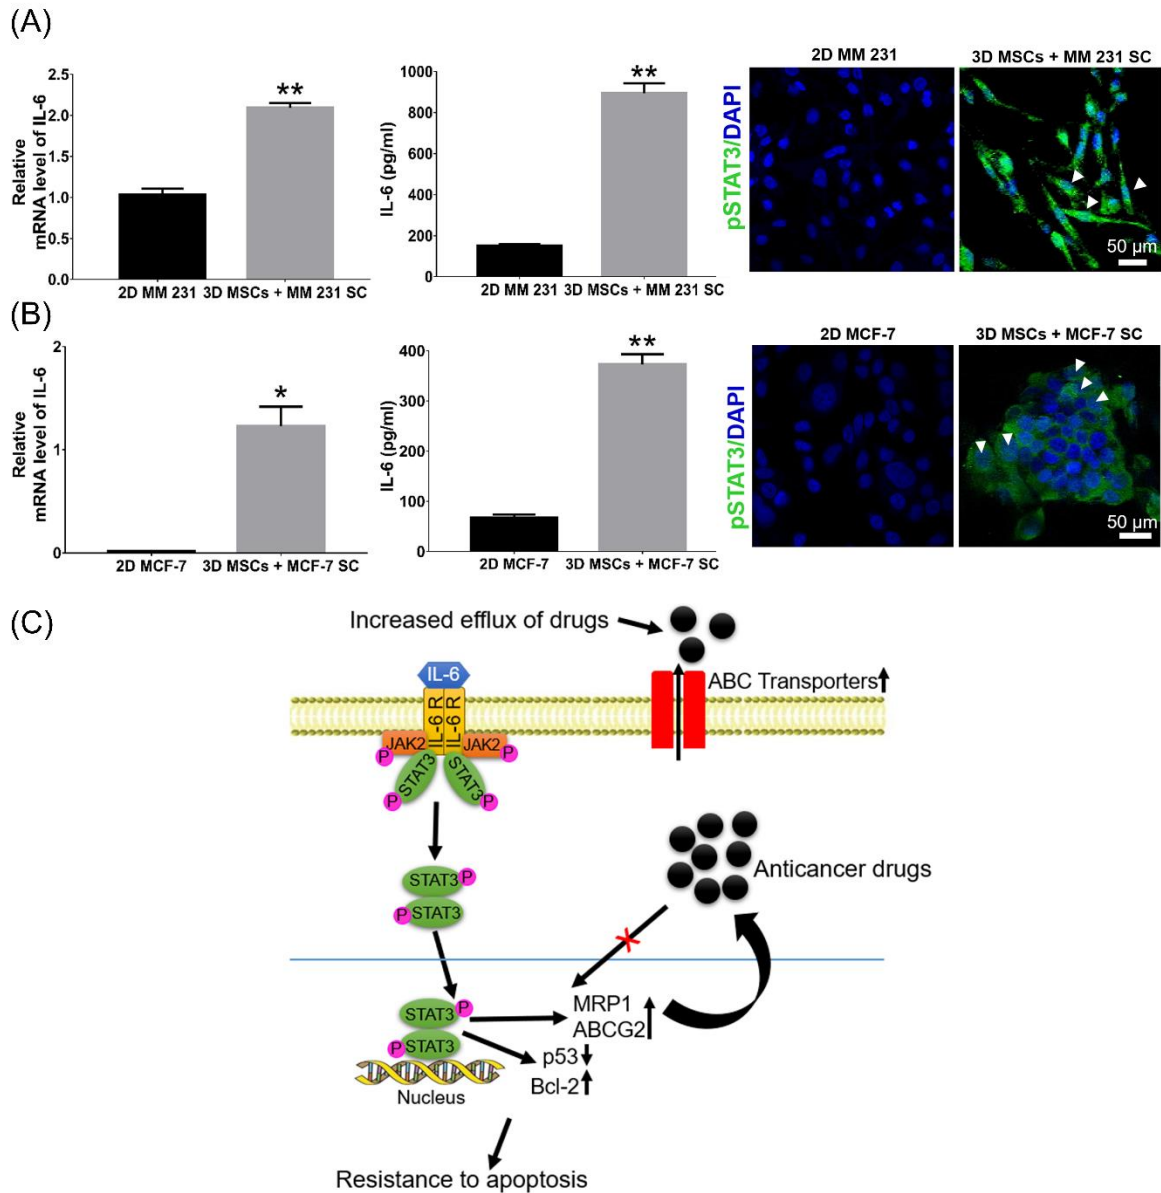 (A)
Relative
mRNA level of IL-6
2.5
2.0
1.5
1.0
0.5
0.0
**
2D MM 231
3D MSCs + MM 231 SC
IL-6 (pg/ml)
1000
800
600
400
200
0
**
2D MM 231
3D MSCs + MM 231 SC
pSTAT3/DAPI
2D MM 231
3D MSCs + MM 231 SC
50 µm
(B)
Relative
mRNA level of IL-6
2
1
0
*
2D MCF-7
3D MSCs + MCF-7 SC
IL-6 (pg/ml)
400
300
200
100
0
**
2D MCF-7
3D MSCs + MCF-7 SC
pSTAT3/DAPI
2D MCF-7
3D MSCs + MCF-7 SC
50 µm
(C)
Increased efflux of drugs
IL-6
ABC Transporters
IL-6 R
IL-6 R
JAK2
JAK2
P
P
STAT3
STAT3
P
P
STAT3
P
P
STAT3
Anticancer drugs
STAT3
P
P
STAT3
MRP1
ABCG2
p53
Bcl-2
Nucleus
Resistance to apoptosis